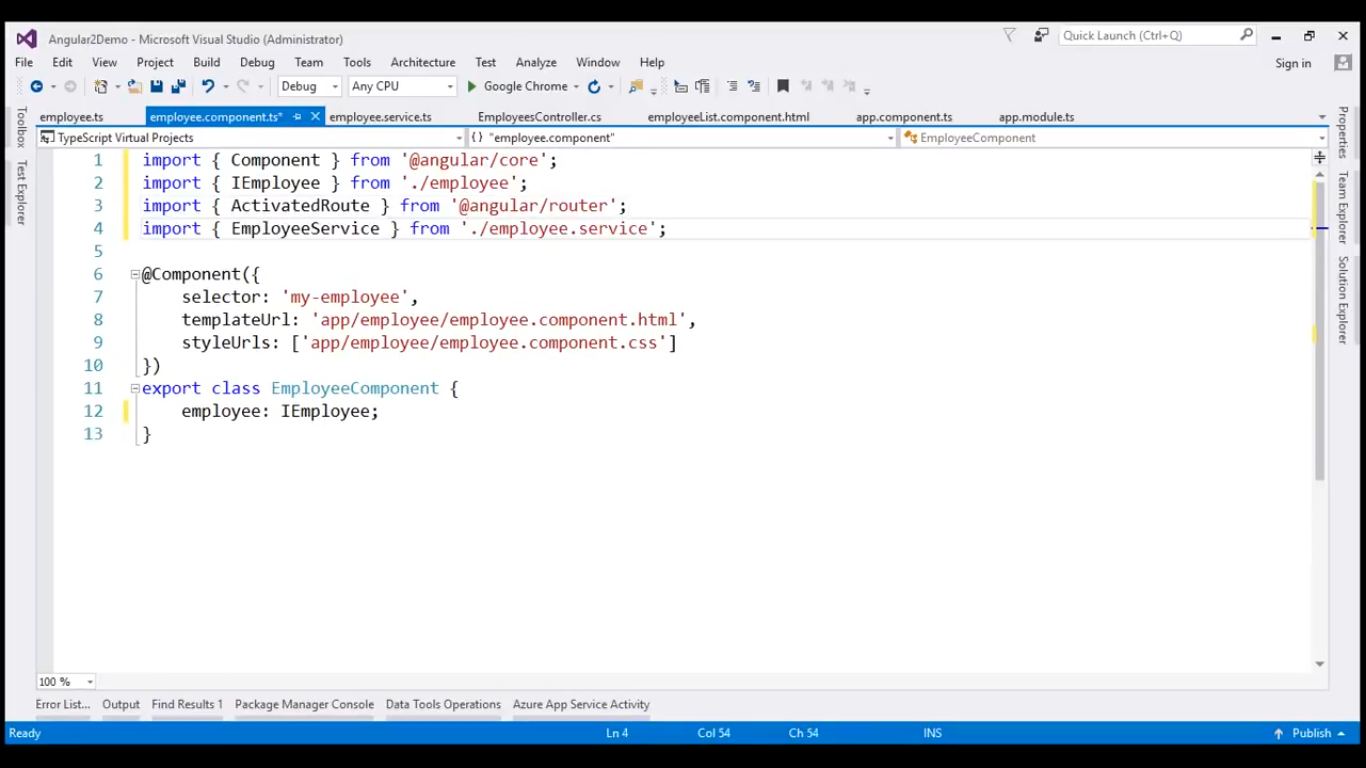 Angular2Demo - Microsoft Visual Studio (Administrator)
Quick Launch (Ctrl+Q)
File Edit View Project Build Debug Team Tools Architecture Test Analyze Window Help
Sign in
Debug Any CPU Google Chrome
employee.ts employee.component.ts* employee.service.ts EmployeesController.cs employeeList.component.html app.component.ts app.module.ts
TypeScript Virtual Projects {} "employee.component" EmployeeComponent
Toolbox
Test Explorer
1 import { Component } from '@angular/core';
2 import { IEmployee } from './employee';
3 import { ActivatedRoute } from '@angular/router';
4 import { EmployeeService } from './employee.service';
5
6 @Component({
7 selector: 'my-employee',
8 templateUrl: 'app/employee/employee.component.html',
9 styleUrls: ['app/employee/employee.component.css']
10 })
11 export class EmployeeComponent {
12 employee: IEmployee;
13 }
Properties
Team Explorer
Solution Explorer
100 %
Error List... Output Find Results 1 Package Manager Console Data Tools Operations Azure App Service Activity
Ready Ln 4 Col 54 Ch 54 INS Publish